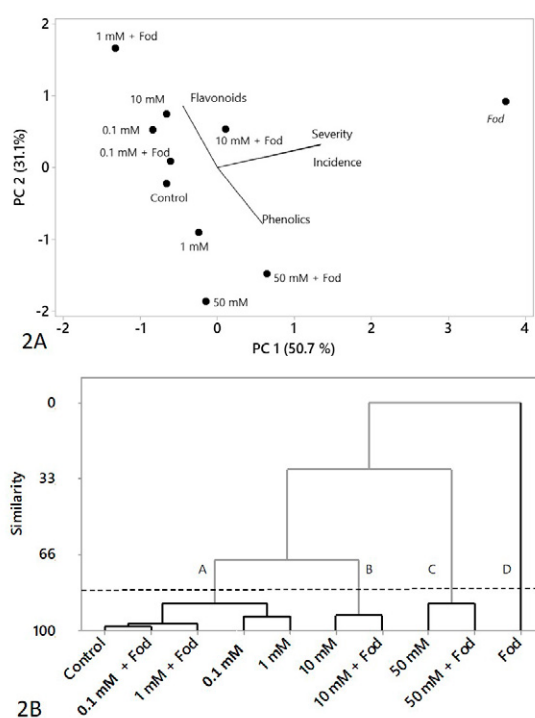 2
1 mM + Fod
Flavonoids
10 mM
1
0.1 mM
10 mM + Fod
Fod
Severity
0.1 mM + Fod
Incidence
0
Control
Phenolics
-1
1 mM
50 mM + Fod
50 mM
-2
PC 2 (31.1%)
-2 -1 0 1 2 3 4
2A
PC 1 (50.7 %)
0
33
66
100
Similarity
A B C D
Control
0.1 mM + Fod
1 mM + Fod
0.1 mM
1 mM
10 mM
10 mM + Fod
50 mM
50 mM + Fod
Fod
2B